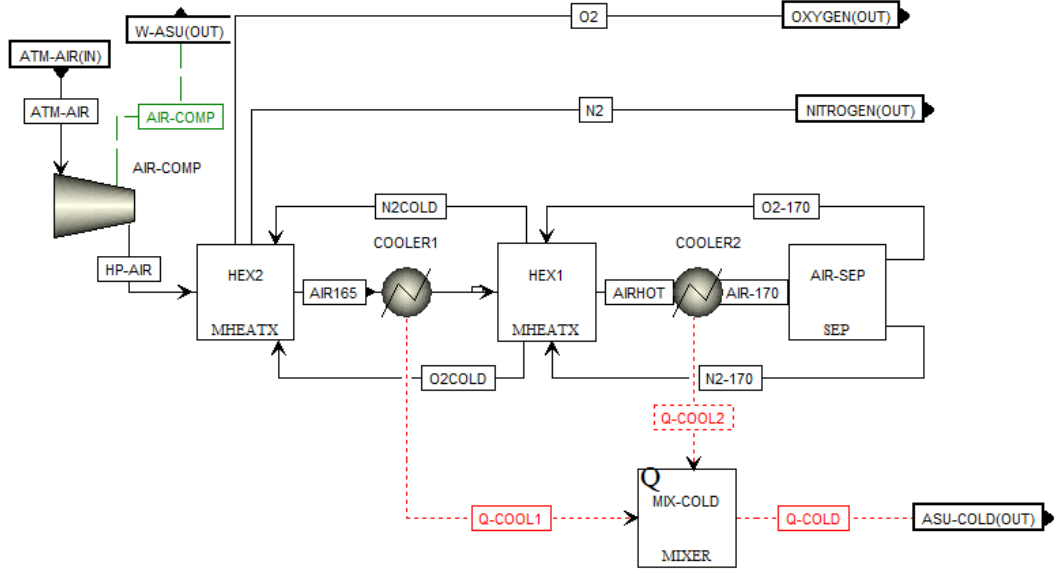 O2
OXYGEN(OUT)
W-ASU(OUT)
ATM-AIR(IN)
ATM-AIR
AIR-COMP
N2
NITROGEN(OUT)
AIR-COMP
N2COLD
O2-170
COOLER1
COOLER2
HP-AIR
HEX2
HEX1
AIR-SEP
AIR165
AIRHOT
AIR-170
MHEATX
MHEATX
SEP
O2COLD
N2-170
Q-COOL2
Q
MIX-COLD
Q-COOL1
Q-COLD
ASU-COLD(OUT)
MIXER